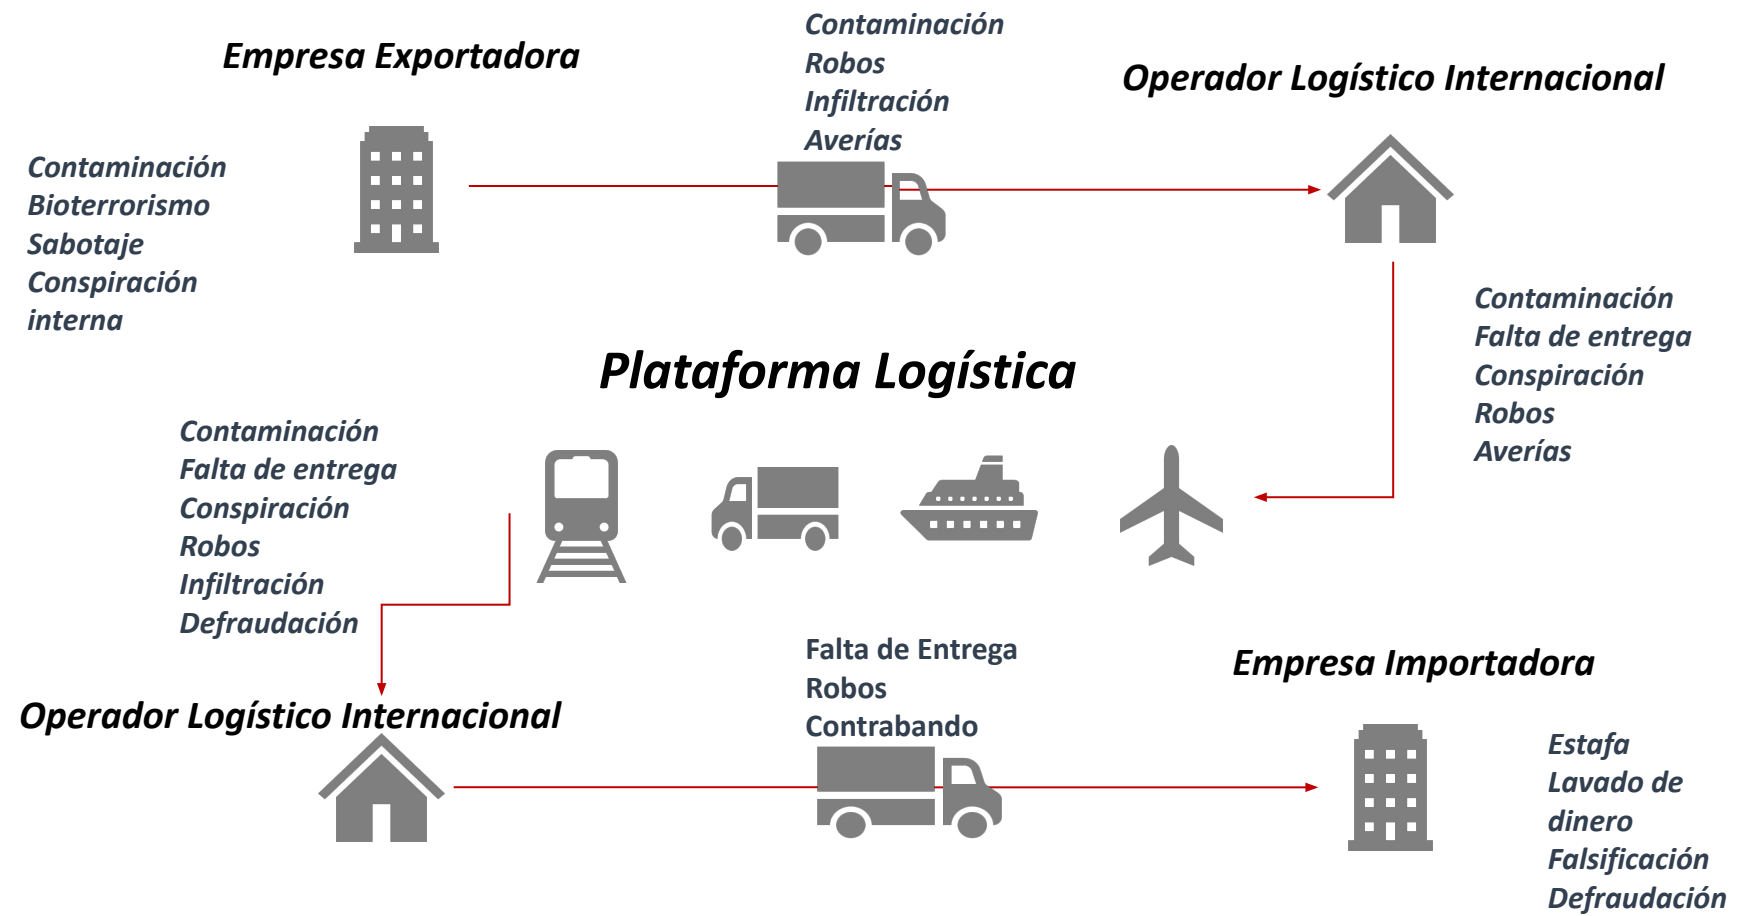 Empresa Exportadora
Contaminación
Bioterrorismo
Sabotaje
Conspiración
interna
Contaminación
Robos
Infiltración
Averías
Operador Logístico Internacional
Contaminación
Falta de entrega
Conspiración
Robos
Averías
Plataforma Logística
Contaminación
Falta de entrega
Conspiración
Robos
Infiltración
Defraudación
Operador Logístico Internacional
Falta de Entrega
Robos
Contrabando
Empresa Importadora
Estafa
Lavado de
dinero
Falsificación
Defraudación